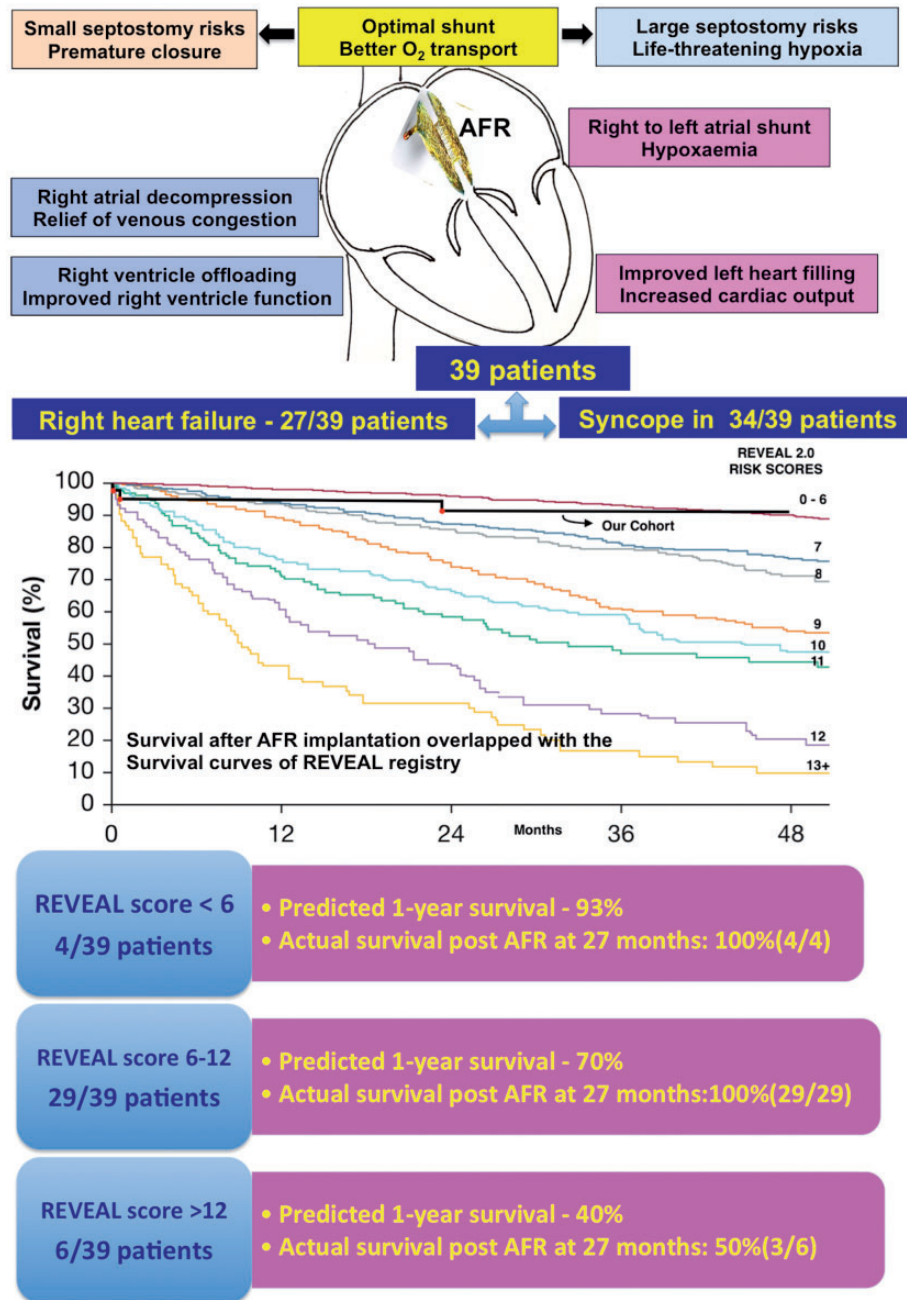 Small septostomy risks
Premature closure
Optimal shunt
Better O₂ transport
Large septostomy risks
Life-threatening hypoxia
AFR
Right to left atrial shunt
Hypoxaemia
Right atrial decompression
Relief of venous congestion
Right ventricle offloading
Improved right ventricle function
Improved left heart filling
Increased cardiac output
39 patients
Right heart failure - 27/39 patients
Syncope in 34/39 patients
REVEAL 2.0
RISK SCORES
Survival (%)
100
90
80
70
60
50
40
30
20
10
0
0 - 6
Our Cohort
7
8
9
10
11
12
13+
Survival after AFR implantation overlapped with the
Survival curves of REVEAL registry
0
12
24
Months
36
48
REVEAL score < 6
4/39 patients
• Predicted 1-year survival - 93%
• Actual survival post AFR at 27 months: 100%(4/4)
REVEAL score 6-12
29/39 patients
• Predicted 1-year survival - 70%
• Actual survival post AFR at 27 months:100%(29/29)
REVEAL score >12
6/39 patients
• Predicted 1-year survival - 40%
• Actual survival post AFR at 27 months: 50%(3/6)